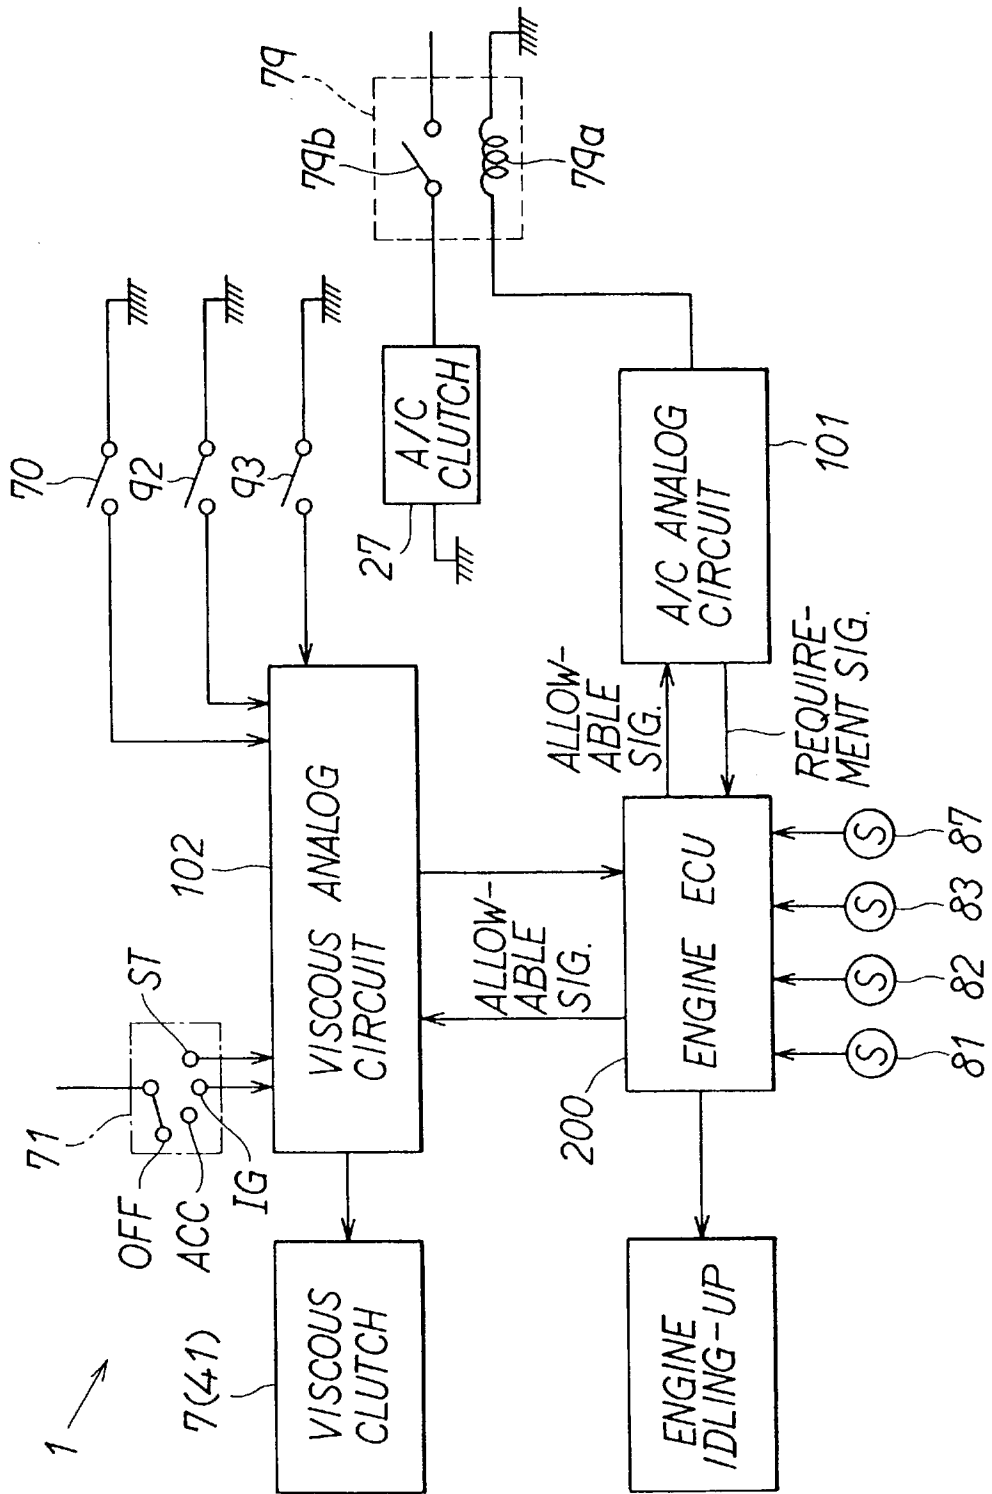 1
7(41)
VISCOUS
CLUTCH
OFF
ACC
IG
71
ST
102
VISCOUS ANALOG
CIRCUIT
70
92
93
27
A/C
CLUTCH
79
79b
79a
ENGINE
IDLING-UP
200
ENGINE ECU
ALLOW-
ABLE
SIG.
ALLOW-
ABLE
SIG.
REQUIRE-
MENT SIG.
A/C ANALOG
CIRCUIT
101
S
S
S
S
81
82
83
87